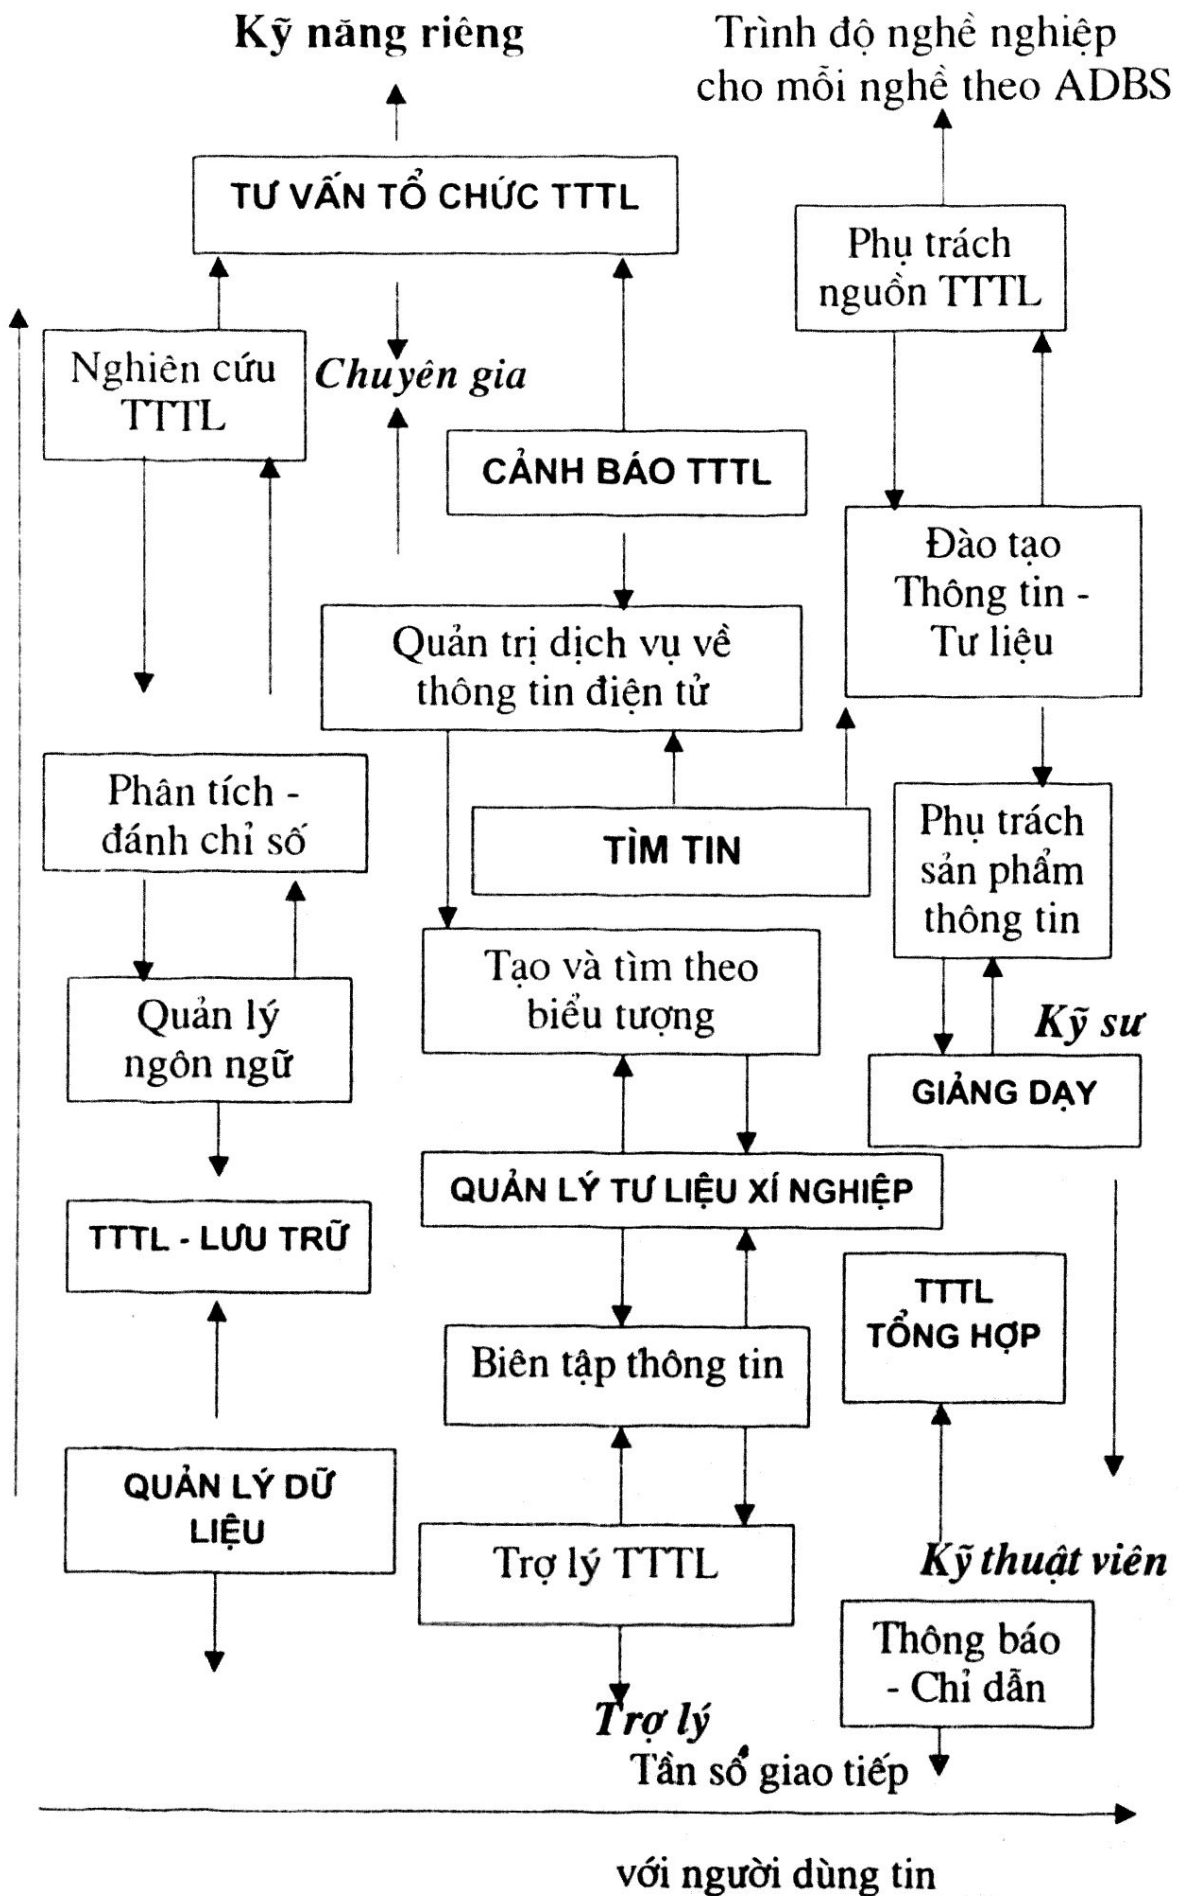 Kỹ năng riêng
Trình độ nghề nghiệp
cho mỗi nghề theo ADBS
TƯ VẤN TỔ CHỨC TTTL
Phụ trách
nguồn TTTL
Nghiên cứu
TTTL
Chuyên gia
CẢNH BÁO TTTL
Đào tạo
Thông tin -
Tư liệu
Quản trị dịch vụ về
thông tin điện tử
Phân tích -
đánh chỉ số
TÌM TIN
Phụ trách
sản phẩm
thông tin
Tạo và tìm theo
biểu tượng
Quản lý
ngôn ngữ
Kỹ sư
GIẢNG DẠY
QUẢN LÝ TƯ LIỆU XÍ NGHIỆP
TTTL - LƯU TRỮ
TTTL
TỔNG HỢP
Biên tập thông tin
QUẢN LÝ DỮ
LIỆU
Trợ lý TTTL
Kỹ thuật viên
Thông báo
- Chỉ dẫn
Trợ lý
Tần số giao tiếp
với người dùng tin